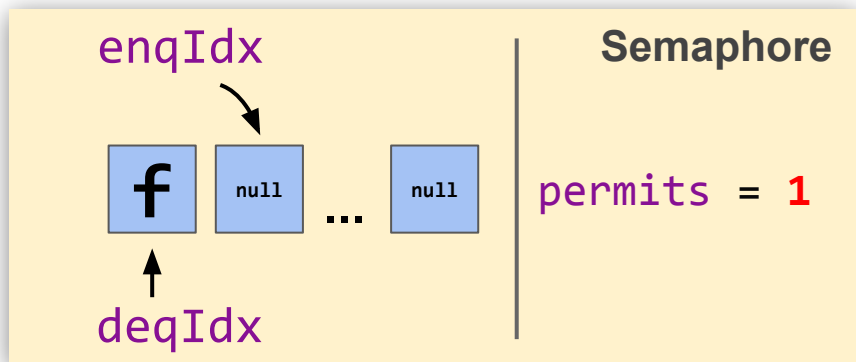 enqIdx
f null ... null
deqIdx
Semaphore
permits = 1